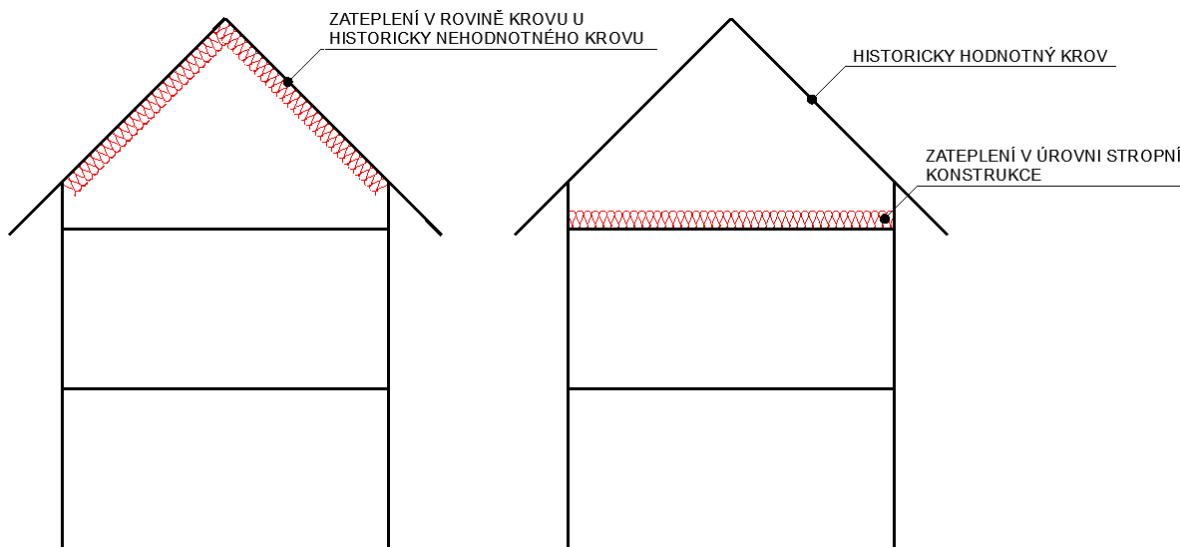 ZATEPLENÍ V ROVINĚ KROVU U
HISTORICKY NEHODNOTNÉHO KROVU
HISTORICKY HODNOTNÝ KROV
ZATEPLENÍ V ÚROVNI STROPNÍ
KONSTRUKCE